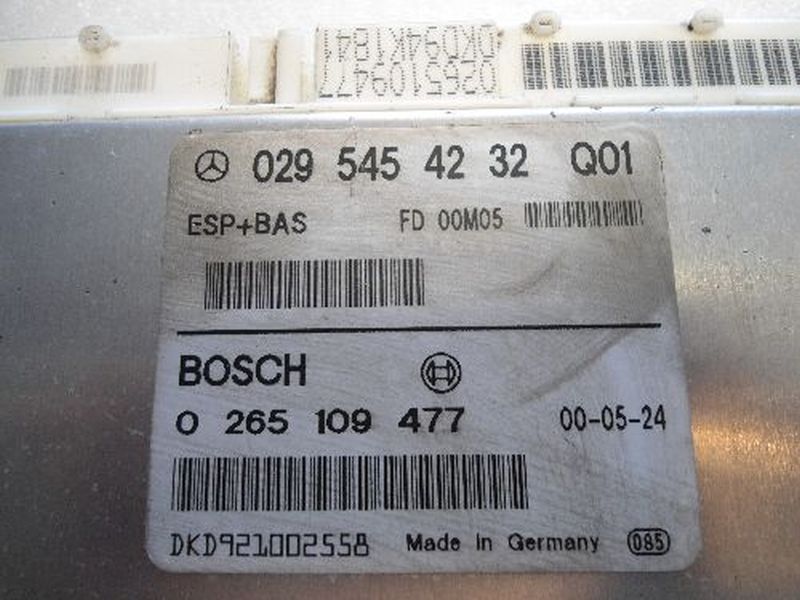 DKD94K1841
0265109477
029 545 42 32 Q01
ESP+BAS FD 00M05
BOSCH
0 265 109 477 00-05-24
DKD921002558 Made in Germany 085